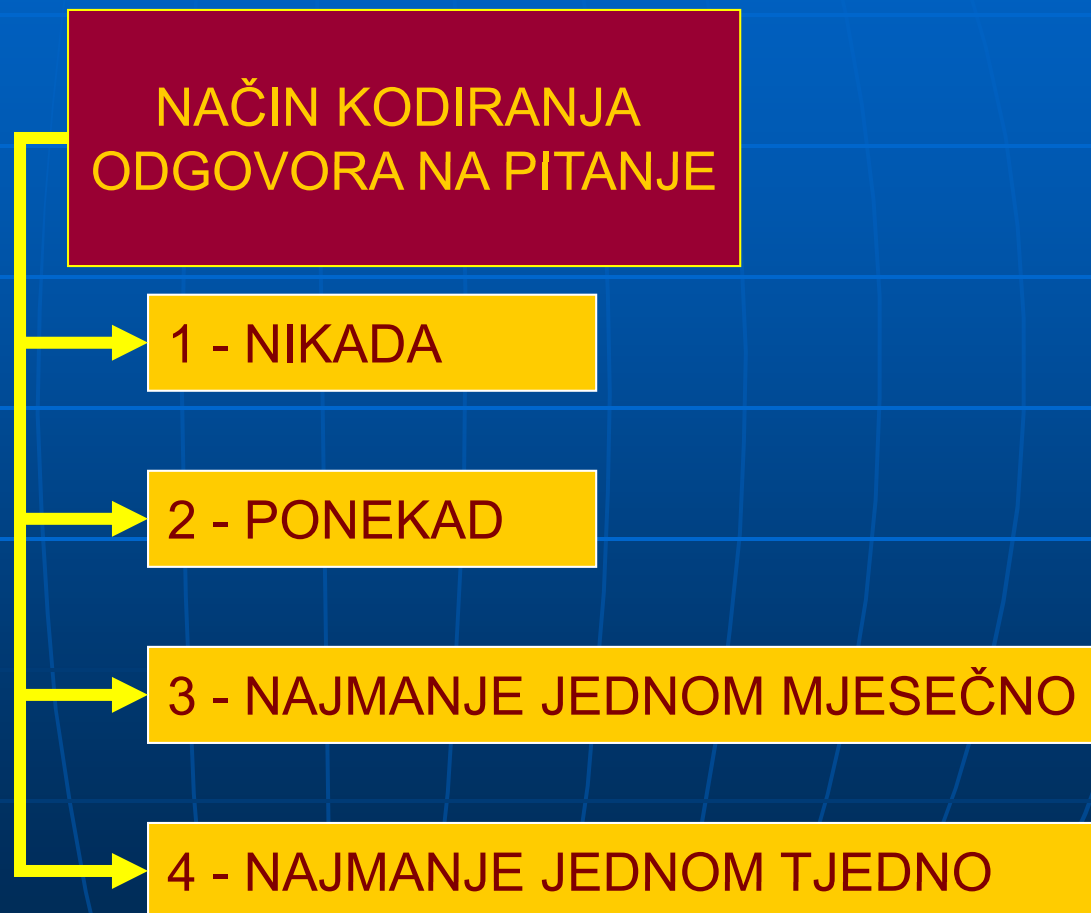 NAČIN KODIRANJA
ODGOVORA NA PITANJE
1 - NIKADA
2 - PONEKAD
3 - NAJMANJE JEDNOM MJESEČNO
4 - NAJMANJE JEDNOM TJEDNO